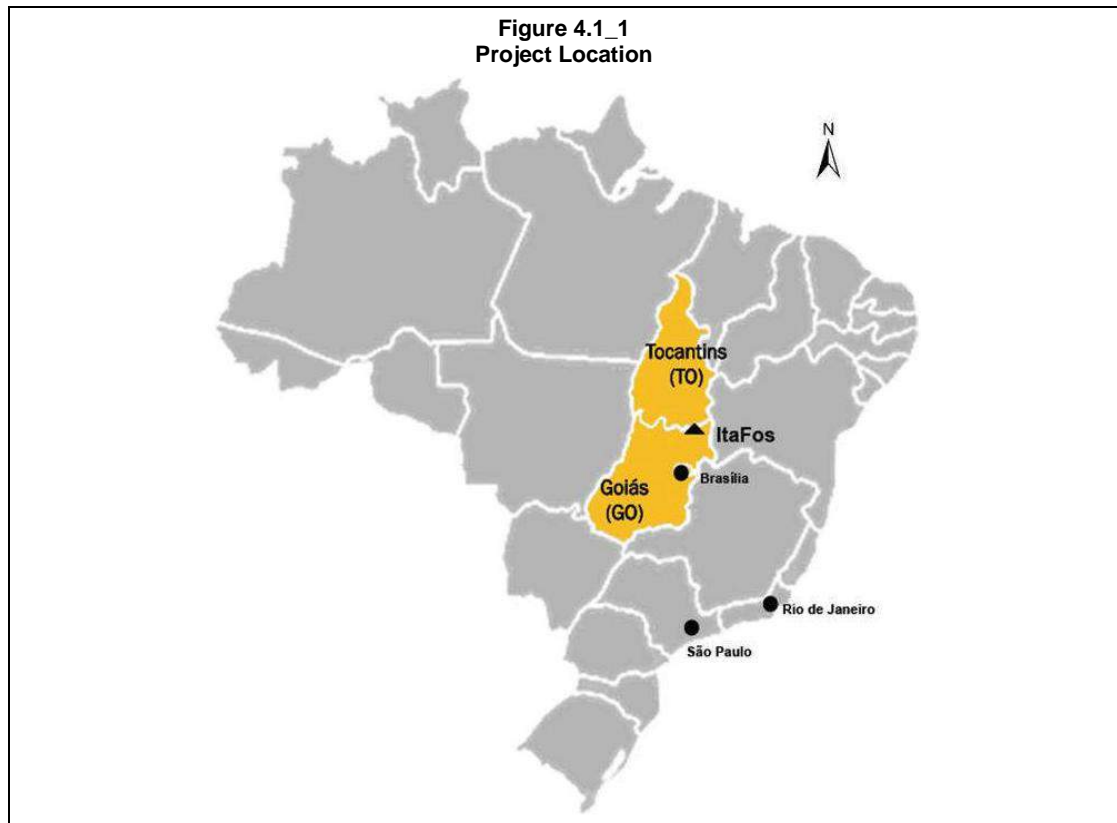 Figure 4.1_1
Project Location
N
Tocantins
(TO)
ItaFos
Brasília
Goiás
(GO)
Rio de Janeiro
São Paulo